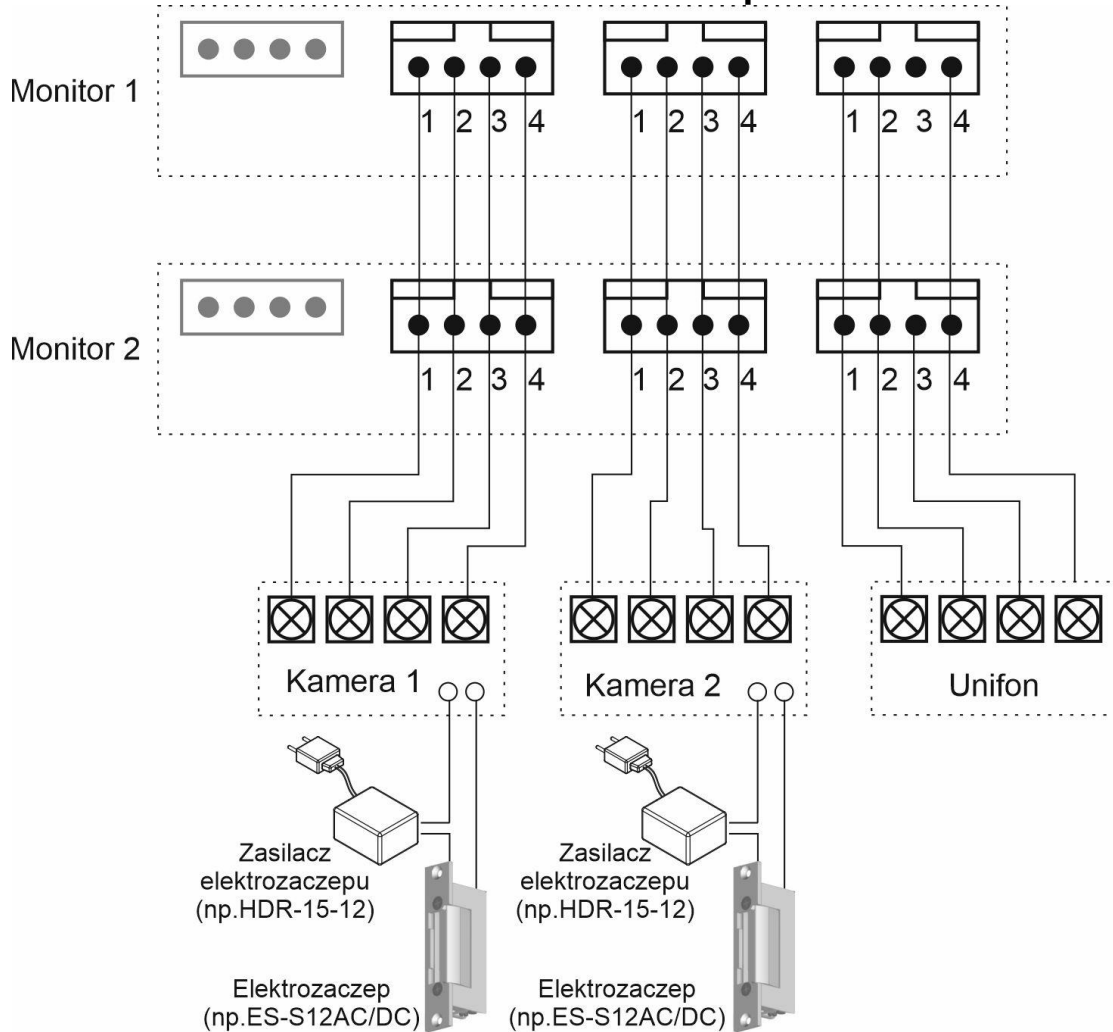 Monitor 1
1 2 3 4 1 2 3 4 1 2 3 4
Monitor 2
1 2 3 4 1 2 3 4 1 2 3 4
Kamera 1 Kamera 2 Unifon
Zasilacz
elektrozaczepu
(np.HDR-15-12)
Zasilacz
elektrozaczepu
(np.HDR-15-12)
Elektrozaczep
(np.ES-S12AC/DC)
Elektrozaczep
(np.ES-S12AC/DC)